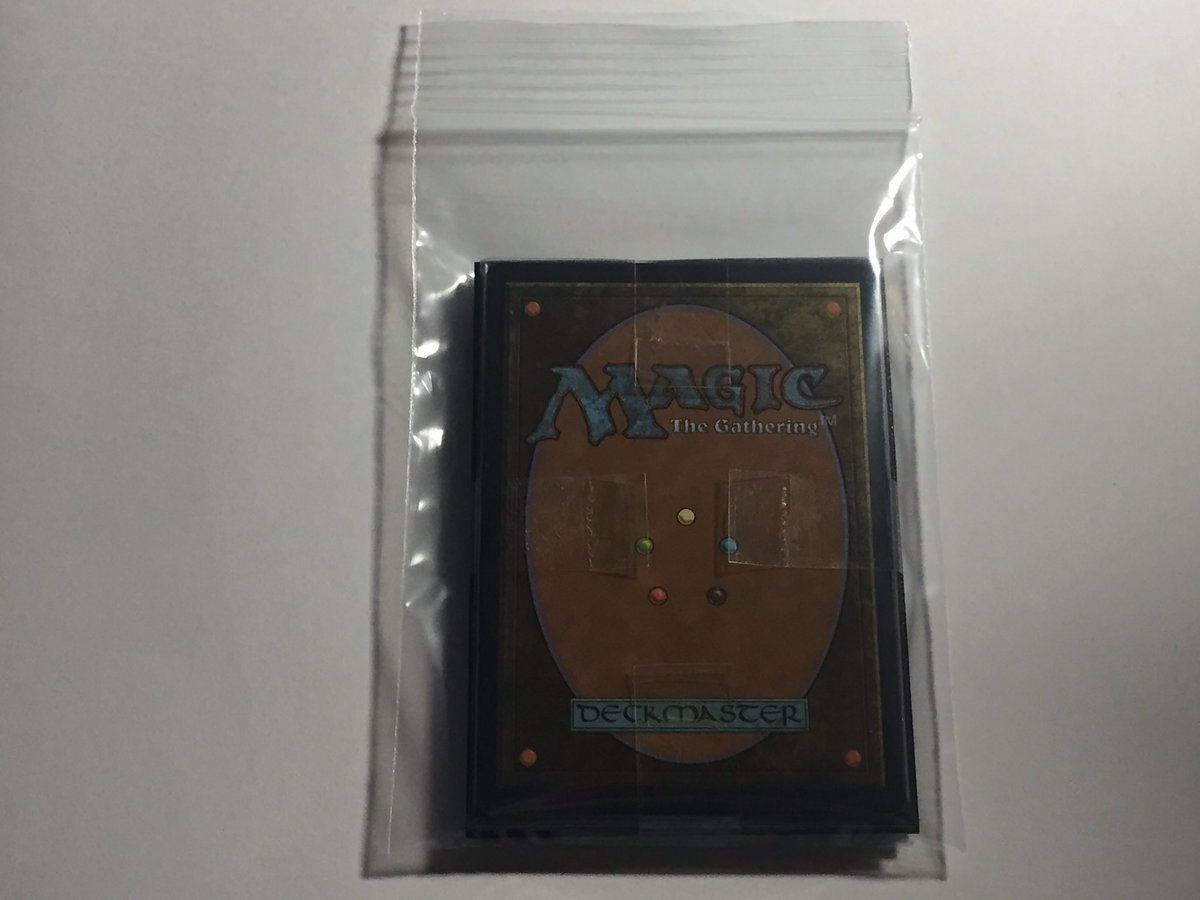 MAGIC
The Gathering™
DECKMASTER